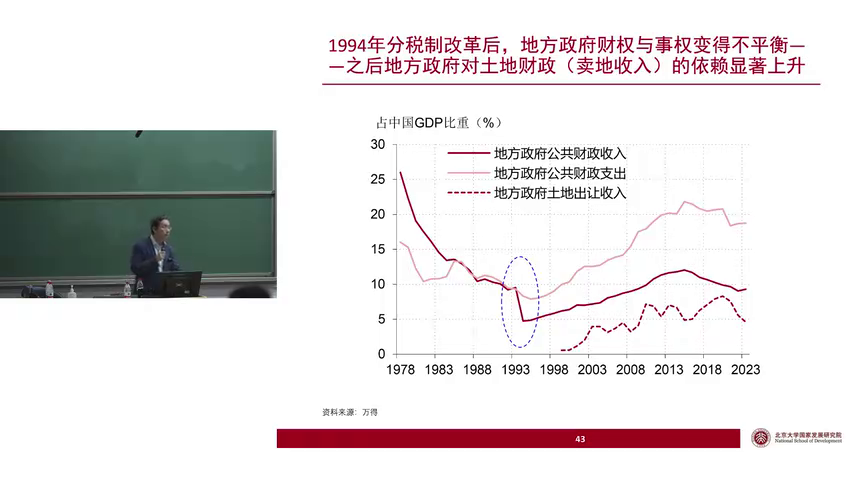 1994年分税制改革后，地方政府财权与事权变得不平衡—
—之后地方政府对土地财政（卖地收入）的依赖显著上升
占中国GDP比重（%）
地方政府公共财政收入
地方政府公共财政支出
地方政府土地出让收入
30
25
20
15
10
5
0
1978 1983 1988 1993 1998 2003 2008 2013 2018 2023
资料来源：万得
43
北京大学国家发展研究院
National School of Development